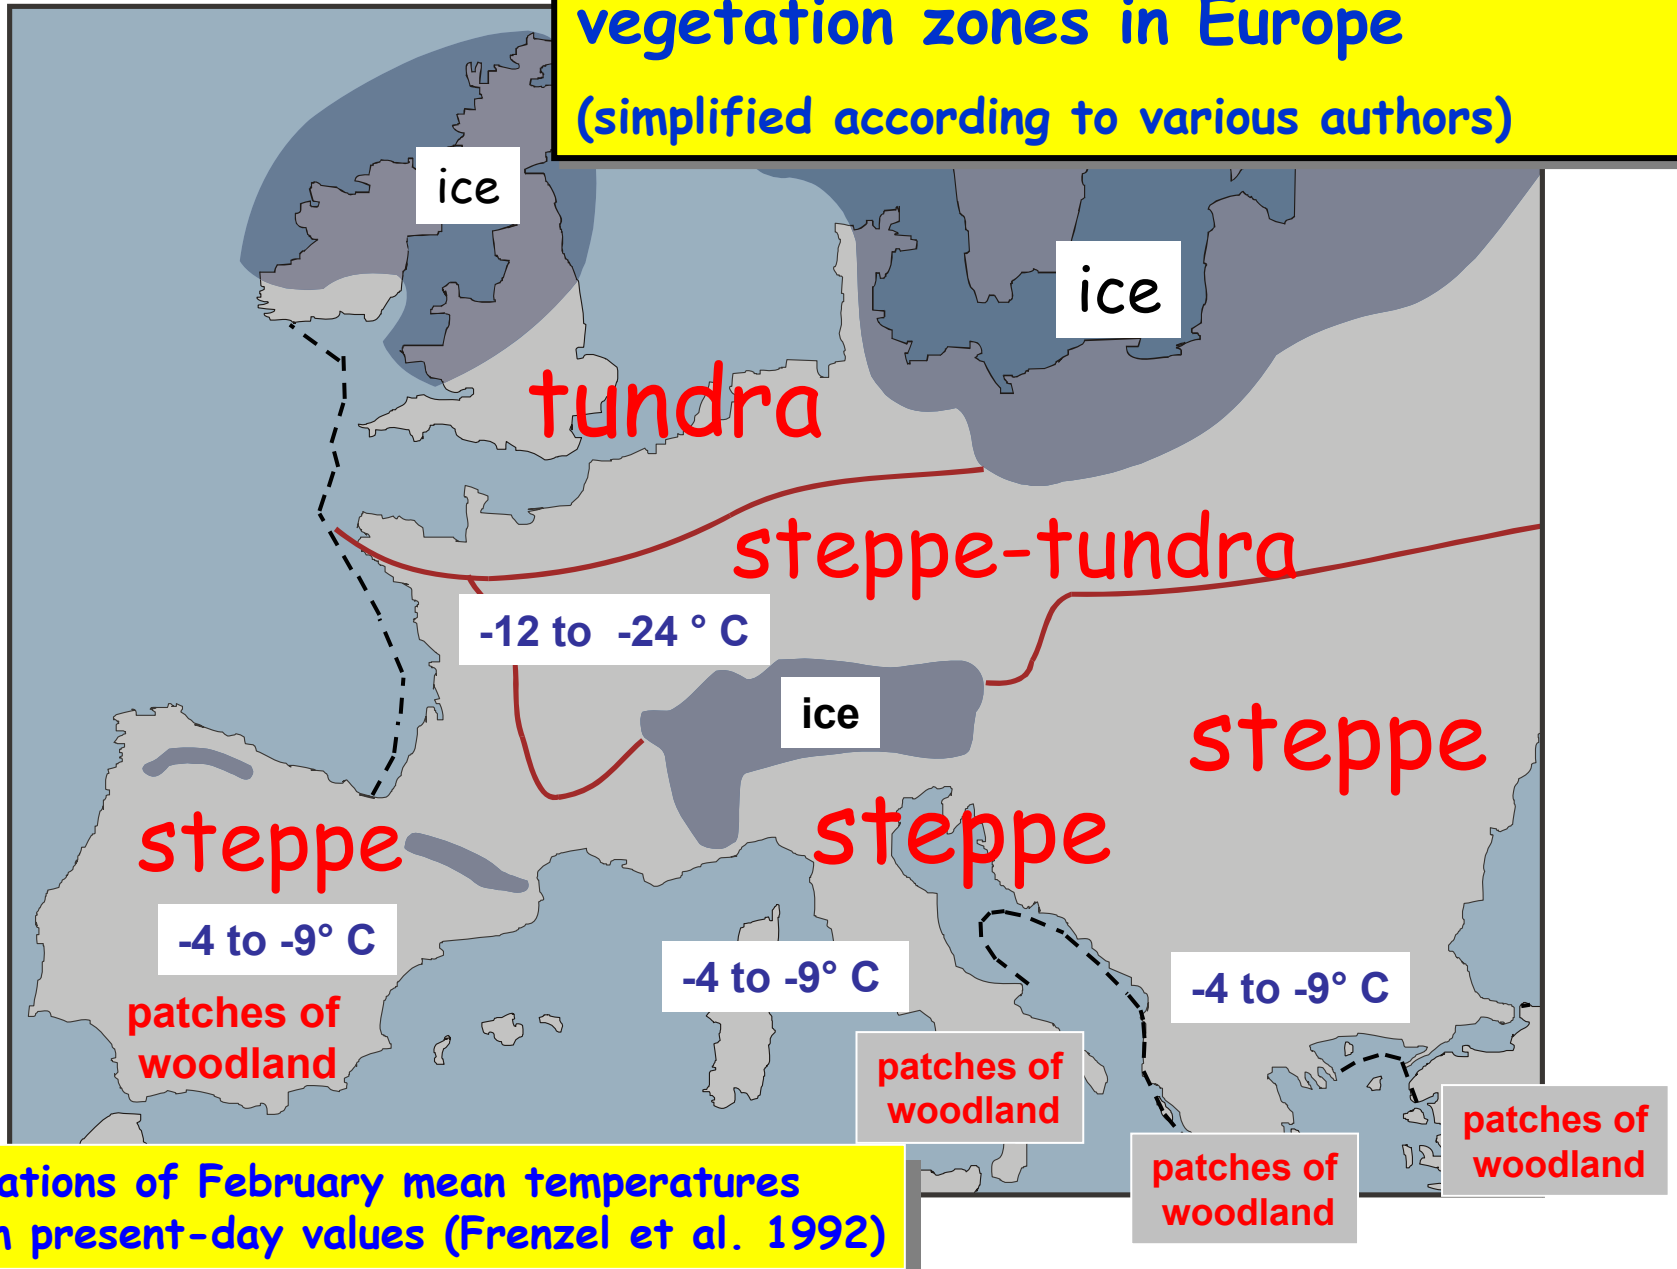 vegetation zones in Europe
(simplified according to various authors)
ice
ice
tundra
steppe-tundra
-12 to -24 ° C
ice
steppe
steppe
steppe
-4 to -9° C
-4 to -9° C
-4 to -9° C
patches of
woodland
patches of
woodland
patches of
woodland
patches of
woodland
of February mean temperatures
present-day values (Frenzel et al. 1992)